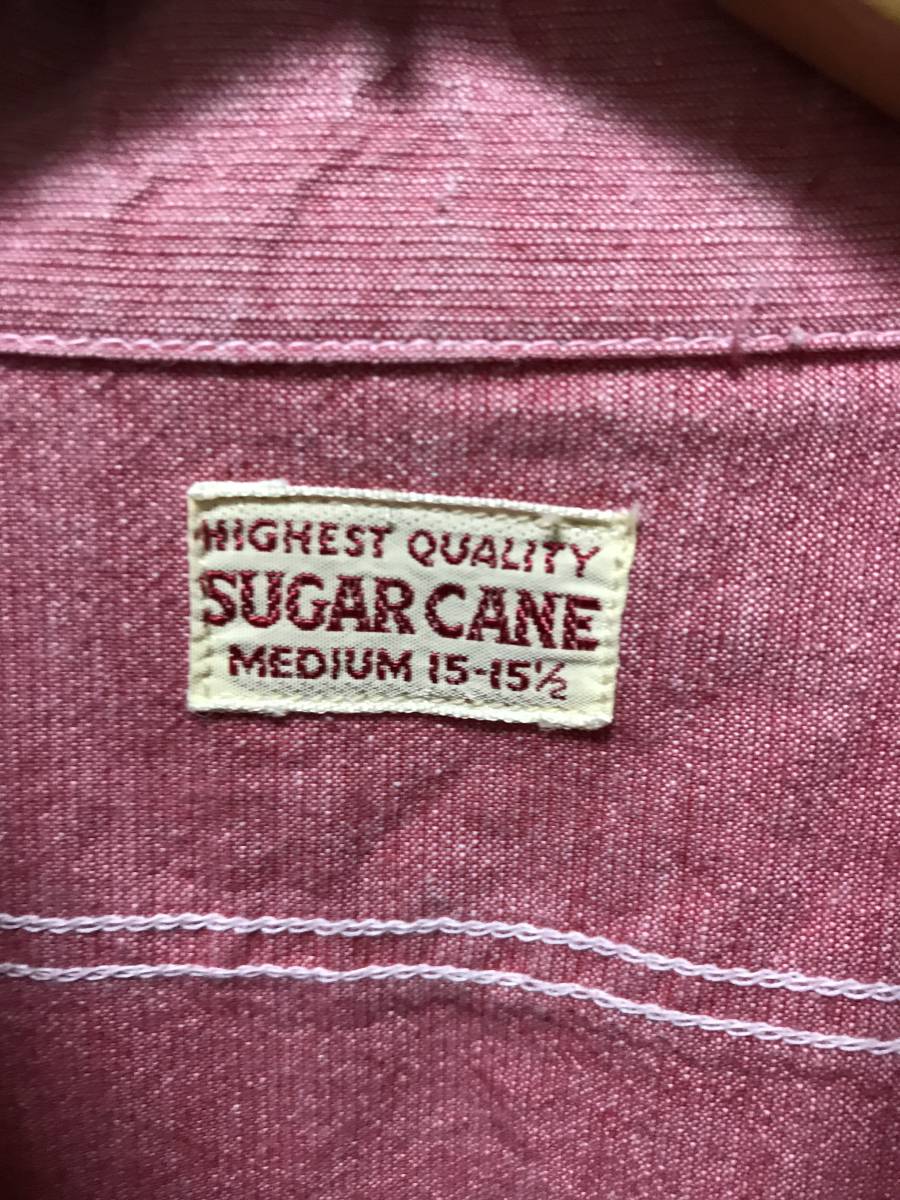 HIGHEST QUALITY
SUGAR CANE
MEDIUM 15-15½